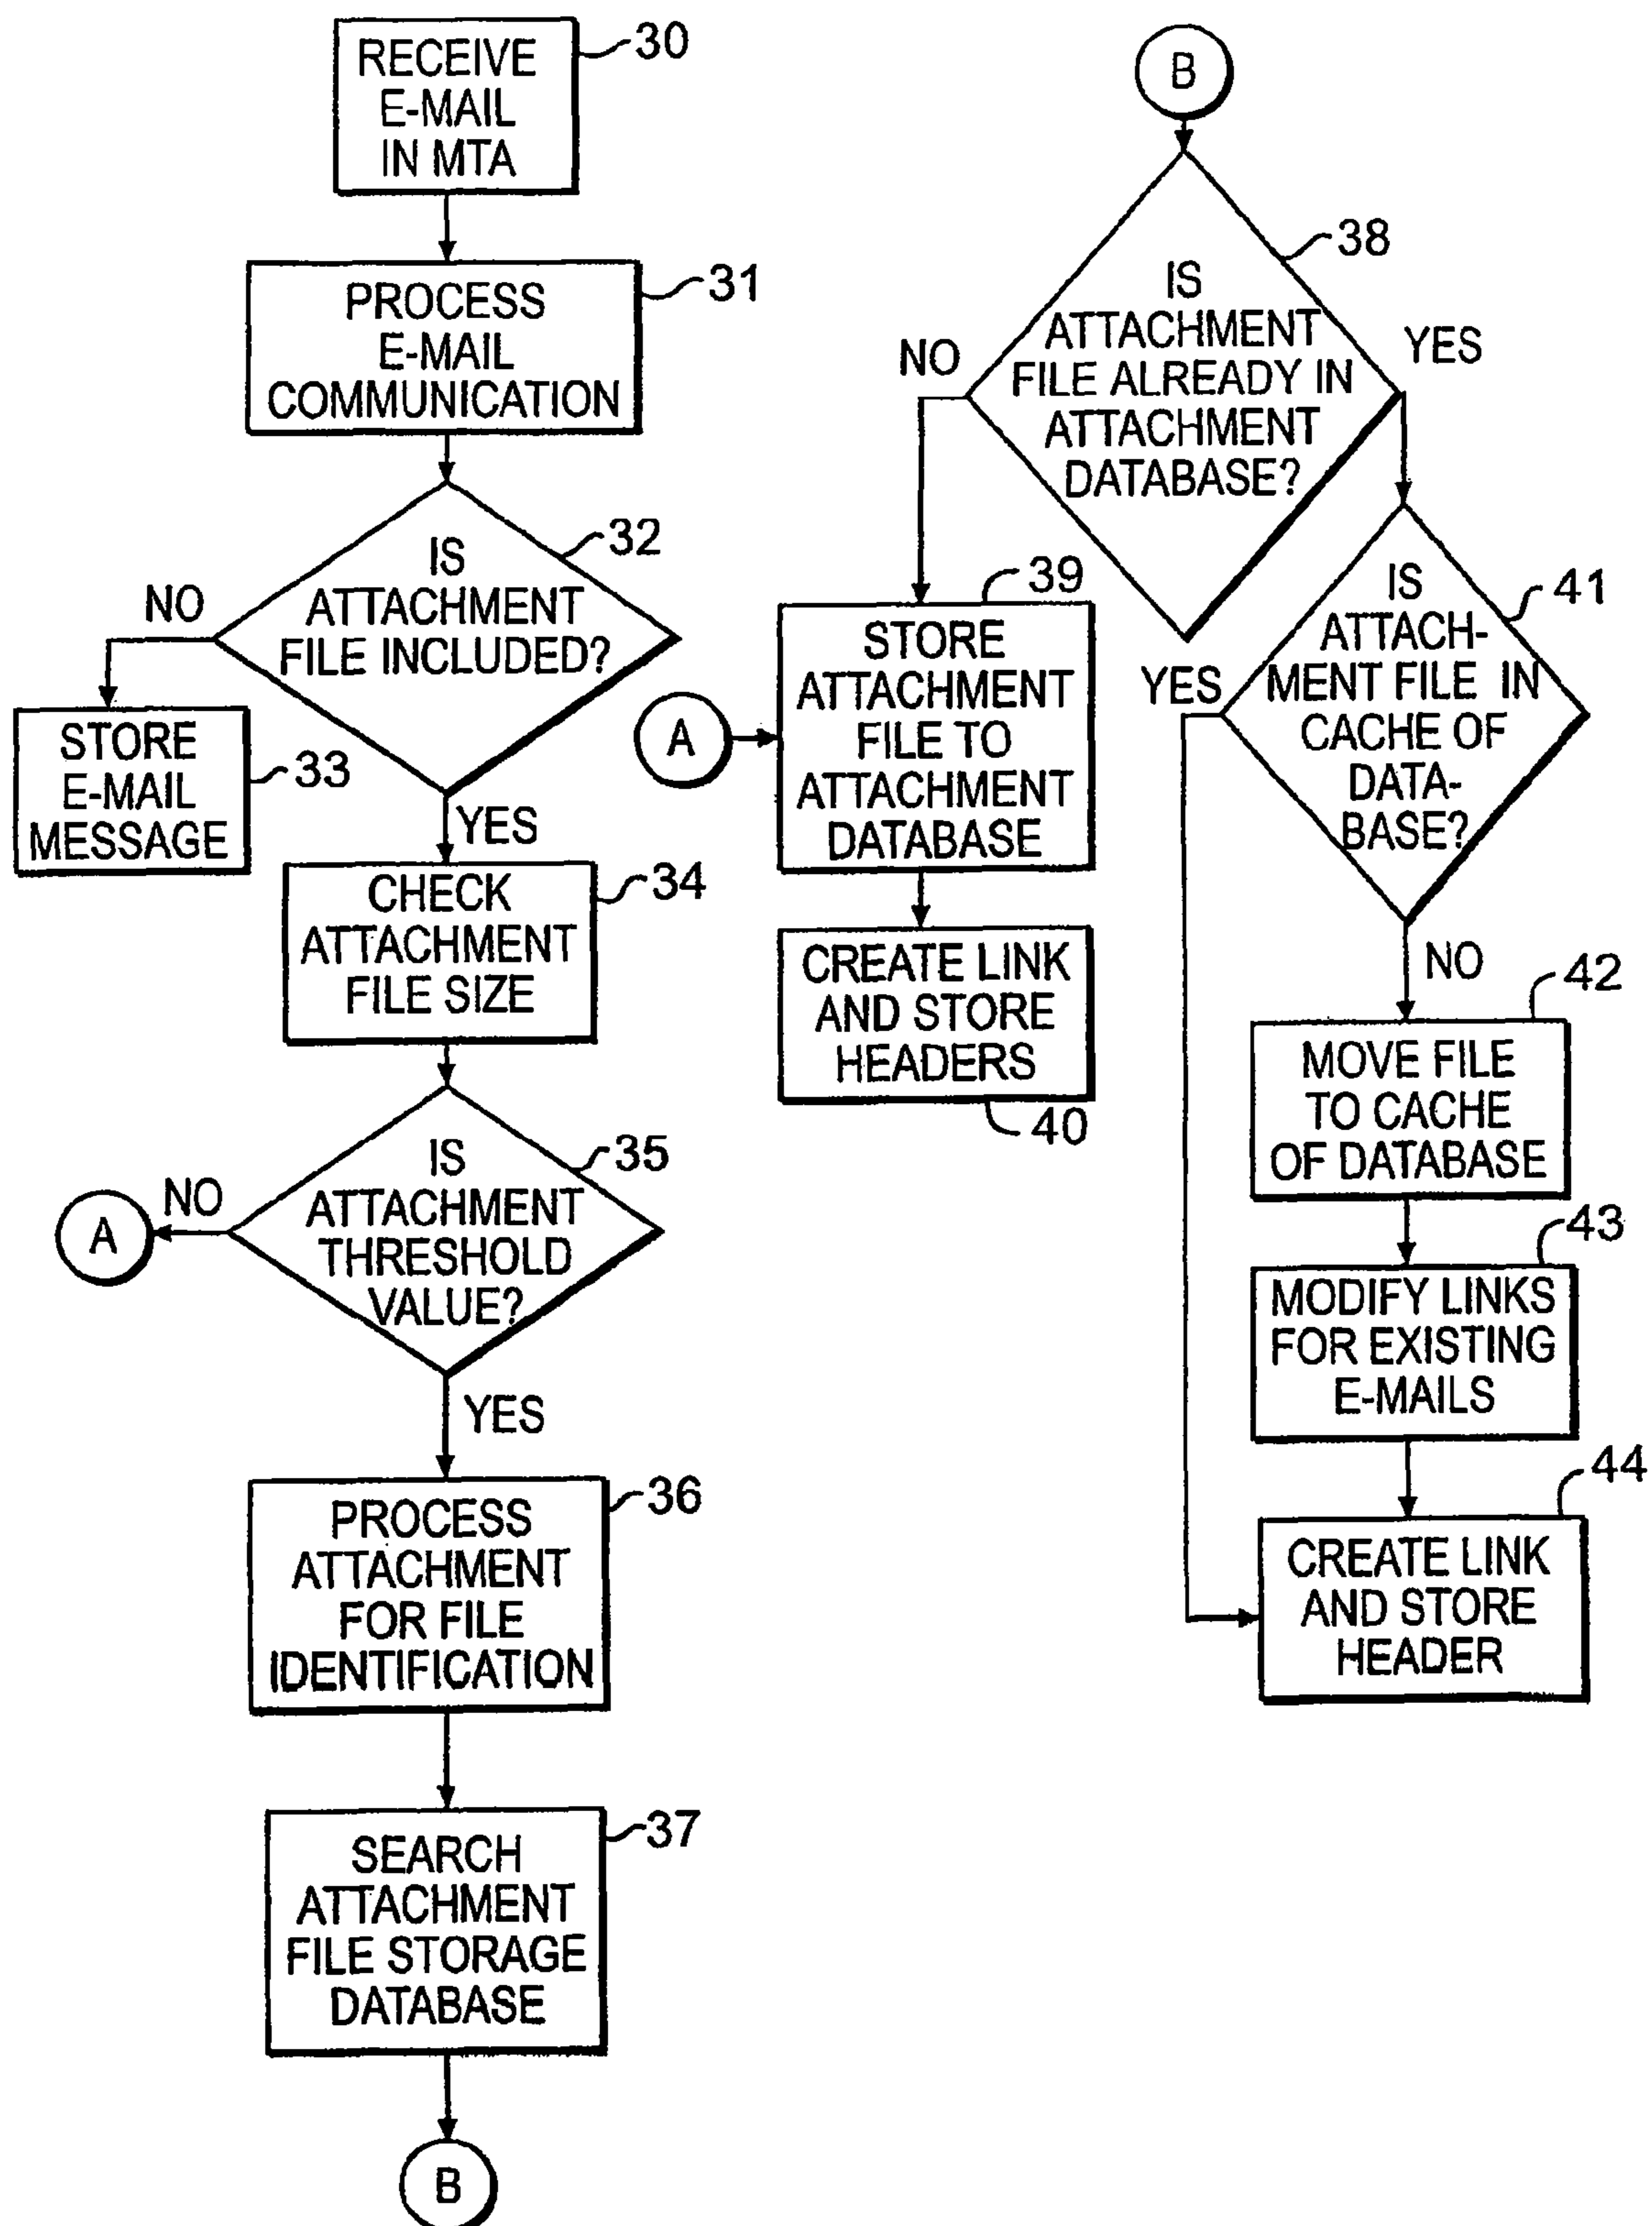 RECEIVE
E-MAIL
IN MTA
30
PROCESS
E-MAIL
COMMUNICATION
31
IS
ATTACHMENT
FILE INCLUDED?
32
NO
STORE
E-MAIL
MESSAGE
33
YES
CHECK
ATTACHMENT
FILE SIZE
34
IS
ATTACHMENT
THRESHOLD
VALUE?
35
NO
A
YES
PROCESS
ATTACHMENT
FOR FILE
IDENTIFICATION
36
SEARCH
ATTACHMENT
FILE STORAGE
DATABASE
37
B
B
IS
ATTACHMENT
FILE ALREADY IN
ATTACHMENT
DATABASE?
38
NO
YES
A
STORE
ATTACHMENT
FILE TO
ATTACHMENT
DATABASE
39
CREATE LINK
AND STORE
HEADERS
40
IS
ATTACH-
MENT FILE IN
CACHE OF
DATA-
BASE?
41
YES
NO
MOVE FILE
TO CACHE
OF DATABASE
42
MODIFY LINKS
FOR EXISTING
E-MAILS
43
CREATE LINK
AND STORE
HEADER
44